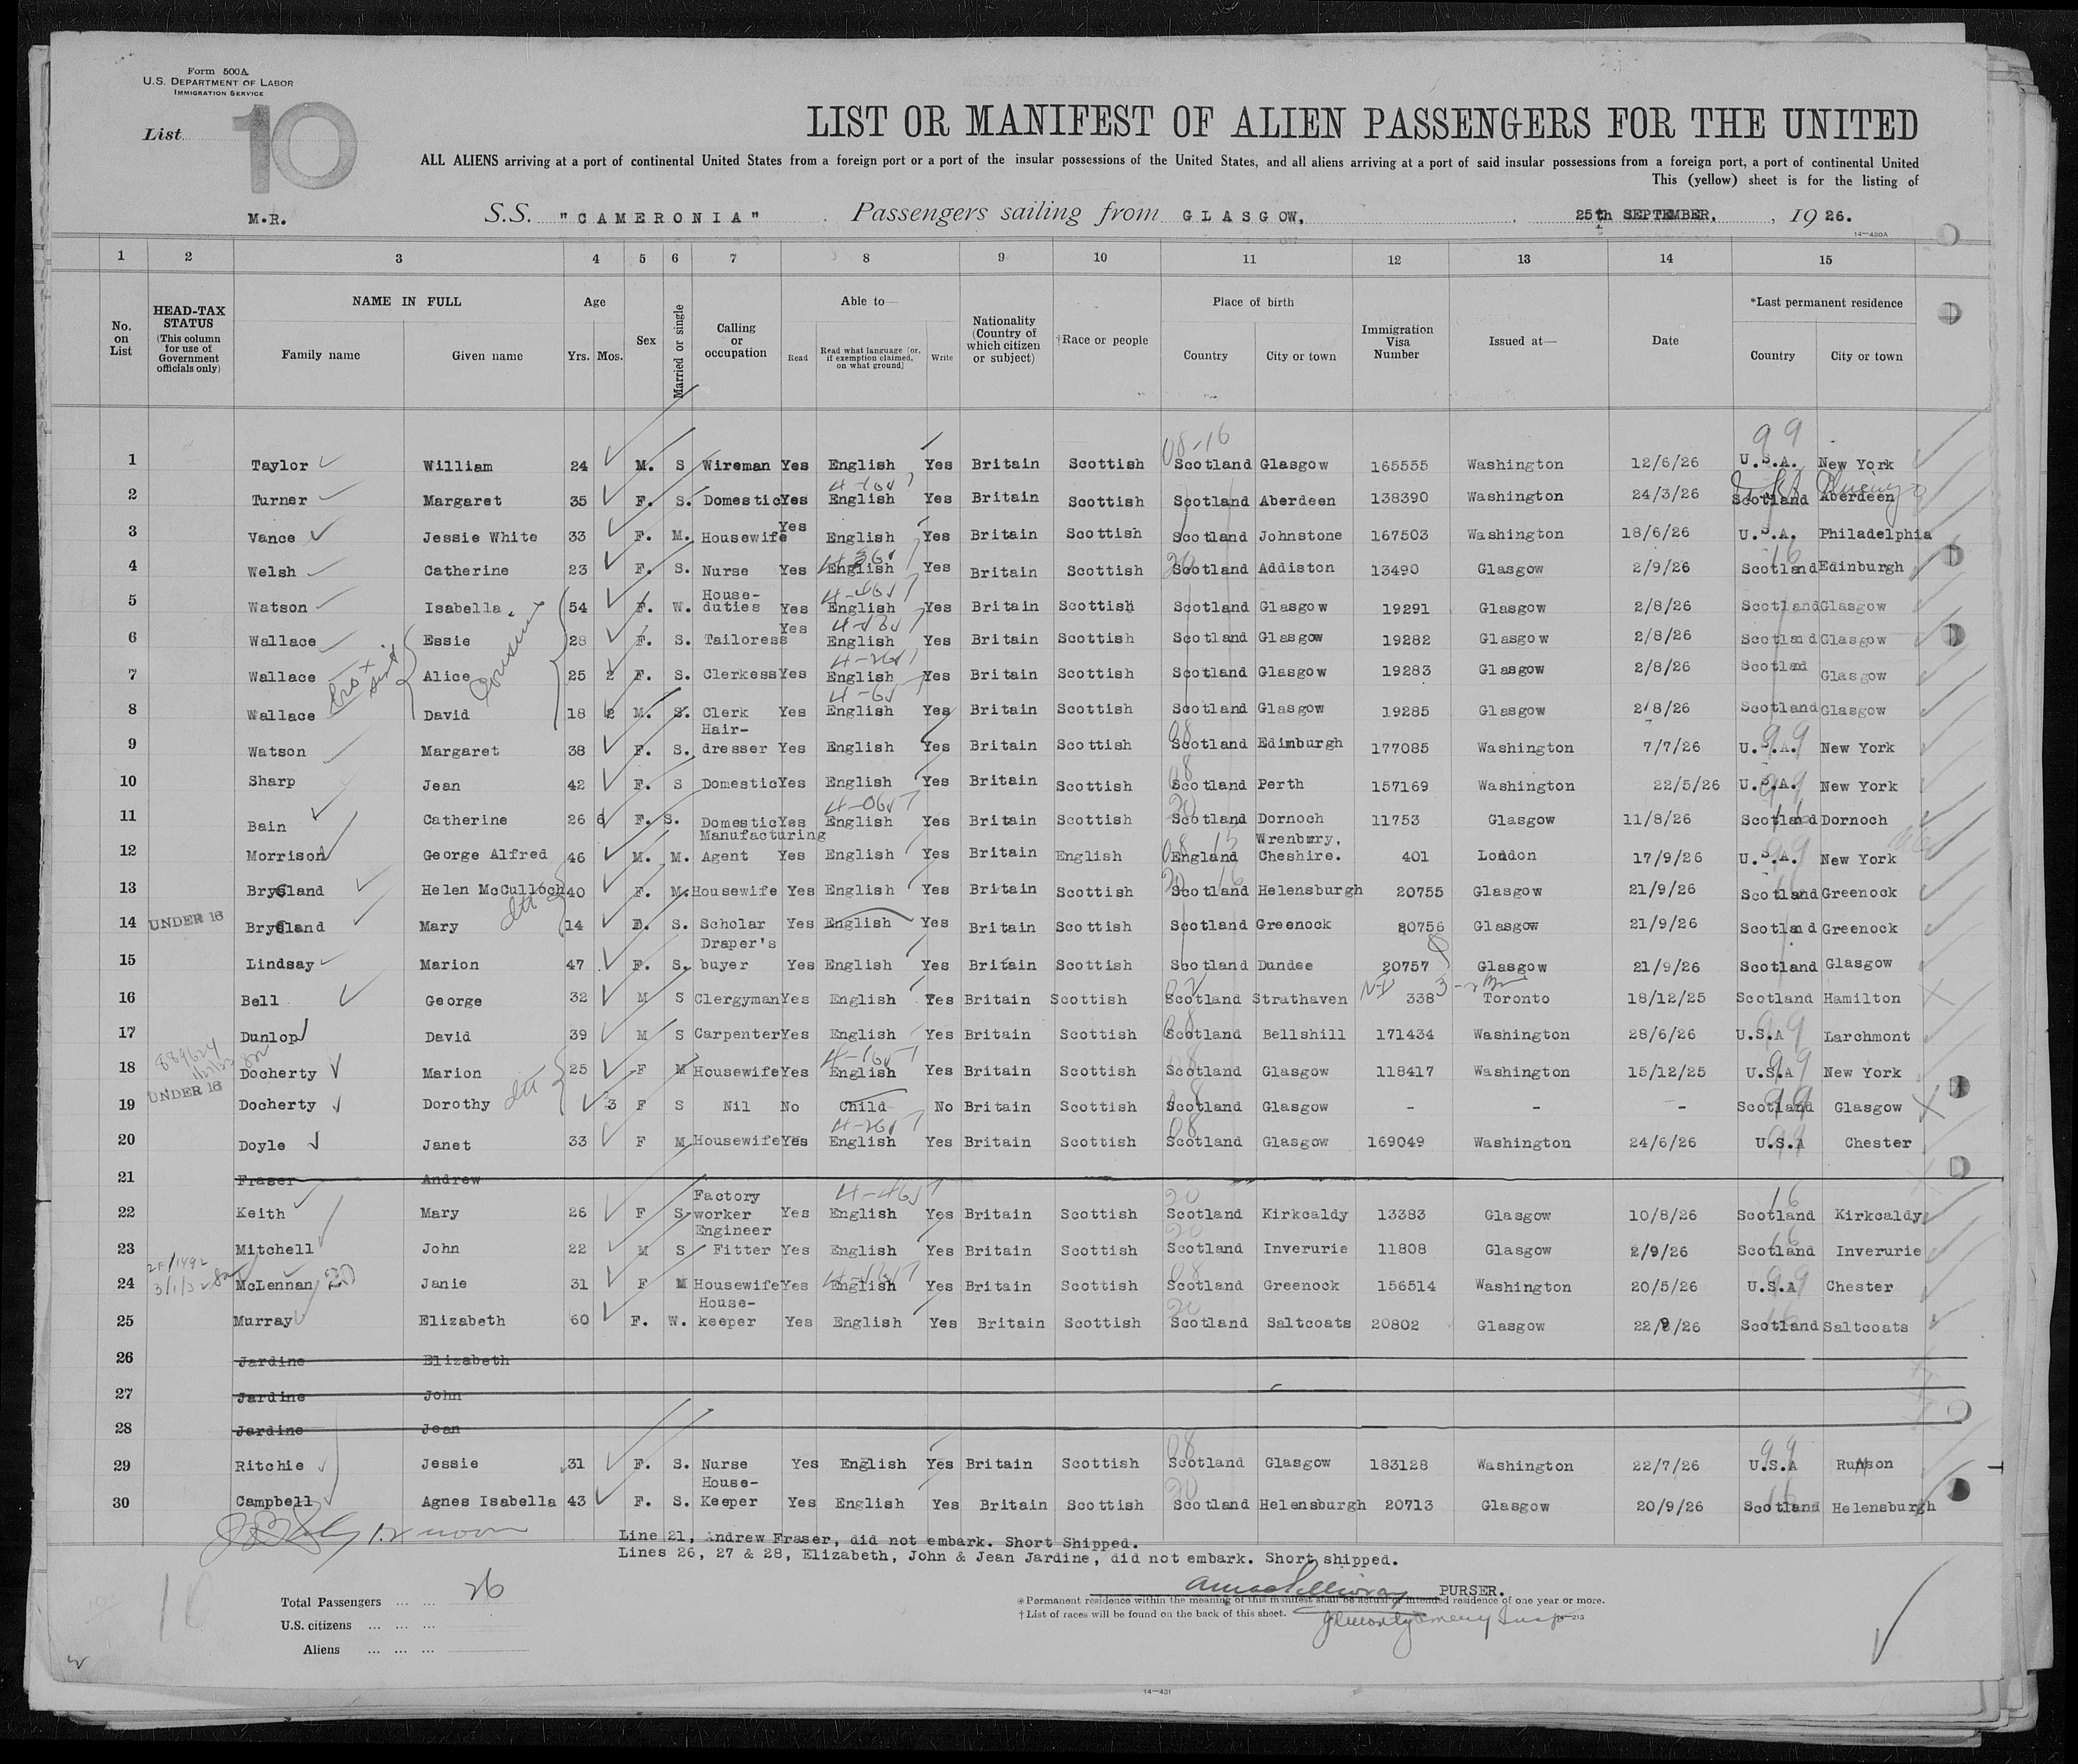 Form 500A
U.S. DEPARTMENT OF LABOR
IMMIGRATION SERVICE
List 10
LIST OR MANIFEST OF ALIEN PASSENGERS FOR THE UNITED
ALL ALIENS arriving at a port of continental United States from a foreign port or a port of the insular possessions of the United States, and all aliens arriving at a port of said insular possessions from a foreign port, a port of continental United
This (yellow) sheet is for the listing of
M.R. S.S. "CAMERONIA" Passengers sailing from GLASGOW, 25th SEPTEMBER, 1926.
14—430A
1 2 3 4 5 6 7 8 9 10 11 12 13 14 15
No. on List HEAD-TAX STATUS (This column for use of Government officials only) NAME IN FULL Family name Given name Age Yrs. Mos. Sex Married or single Calling or occupation Able to— Read Read what language (or, if exemption claimed, on what ground) Write Nationality (Country of which citizen or subject) †Race or people Place of birth Country City or town Immigration Visa Number Issued at— Date *Last permanent residence Country City or town
08-16 99
1 Taylor William 24 M. S Wireman Yes English Yes Britain Scottish Scotland Glasgow 165555 Washington 12/6/26 U.S.A. New York
2 Turner Margaret 35 F. S. Domestic Yes English Yes Britain Scottish Scotland Aberdeen 138390 Washington 24/3/26 Scotland Aberdeen
3 Vance Jessie White 33 F. M. Housewife Yes English Yes Britain Scottish Scotland Johnstone 167503 Washington 18/6/26 U.S.A. Philadelphia
4 Welsh Catherine 23 F. S. Nurse Yes English Yes Britain Scottish Scotland Addiston 13490 Glasgow 2/9/26 Scotland Edinburgh
5 Watson Isabella. 54 F. W. House-duties Yes English Yes Britain Scottish Scotland Glasgow 19291 Glasgow 2/8/26 Scotland Glasgow
6 Wallace Essie 28 F. S. Tailoress Yes English Yes Britain Scottish Scotland Glasgow 19282 Glasgow 2/8/26 Scotland Glasgow
7 Wallace Alice 25 2 F. S. Clerkess Yes English Yes Britain Scottish Scotland Glasgow 19283 Glasgow 2/8/26 Scotland Glasgow
8 Wallace David 18 2 M. S. Clerk Yes English Yes Britain Scottish Scotland Glasgow 19285 Glasgow 2/8/26 Scotland Glasgow
9 Watson Margaret 38 F. S. Hair-dresser Yes English Yes Britain Scottish Scotland Edinburgh 177085 Washington 7/7/26 U.S.A. New York
10 Sharp Jean 42 F. S Domestic Yes English Yes Britain Scottish Scotland Perth 157169 Washington 22/5/26 U.S.A. New York
11 Bain Catherine 26 6 F. S. Domestic Yes English Yes Britain Scottish Scotland Dornoch 11753 Glasgow 11/8/26 Scotland Dornoch
12 Morrison George Alfred 46 M. M. Manufacturing Agent Yes English Yes Britain English England Wrenbury, Cheshire. 401 London 17/9/26 U.S.A. New York
13 Bryeland Helen McCulloch 40 F. M. Housewife Yes English Yes Britain Scottish Scotland Helensburgh 20755 Glasgow 21/9/26 Scotland Greenock
14 UNDER 16 Bryeland Mary 14 S. Scholar Yes English Yes Britain Scottish Scotland Greenock 20756 Glasgow 21/9/26 Scotland Greenock
15 Lindsay Marion 47 F. S. Draper's buyer Yes English Yes Britain Scottish Scotland Dundee 20757 Glasgow 21/9/26 Scotland Glasgow
16 Bell George 32 M S Clergyman Yes English Yes Britain Scottish Scotland Strathaven 338 Toronto 18/12/25 Scotland Hamilton
17 Dunlop David 39 M S Carpenter Yes English Yes Britain Scottish Scotland Bellshill 171434 Washington 28/6/26 U.S.A Larchmont
18 Docherty Marion 25 F M Housewife Yes English Yes Britain Scottish Scotland Glasgow 118417 Washington 15/12/25 U.S.A New York
19 UNDER 16 Docherty Dorothy 3 F S Nil No Child No Britain Scottish Scotland Glasgow - - - Scotland Glasgow
20 Doyle Janet 33 F M Housewife Yes English Yes Britain Scottish Scotland Glasgow 169049 Washington 24/6/26 U.S.A Chester
21 Fraser Andrew
22 Keith Mary 26 F S Factory worker Yes English Yes Britain Scottish Scotland Kirkcaldy 13383 Glasgow 10/8/26 Scotland Kirkcaldy
23 Mitchell John 22 M S Engineer Fitter Yes English Yes Britain Scottish Scotland Inverurie 11808 Glasgow 2/9/26 Scotland Inverurie
24 McLennan Janie 31 F M Housewife Yes English Yes Britain Scottish Scotland Greenock 156514 Washington 20/5/26 U.S.A Chester
25 Murray Elizabeth 60 F. W. House-keeper Yes English Yes Britain Scottish Scotland Saltcoats 20802 Glasgow 22/9/26 Scotland Saltcoats
26 Jardine Elizabeth
27 Jardine John
28 Jardine Jean
29 Ritchie Jessie 31 F. S. Nurse Yes English Yes Britain Scottish Scotland Glasgow 183128 Washington 22/7/26 U.S.A Rumson
30 Campbell Agnes Isabella 43 F. S. House-Keeper Yes English Yes Britain Scottish Scotland Helensburgh 20713 Glasgow 20/9/26 Scotland Helensburgh
12 noon
Line 21, Andrew Fraser, did not embark. Short Shipped.
Lines 26, 27 & 28, Elizabeth, John & Jean Jardine, did not embark. Short shipped.
PURSER.
Total Passengers ... ... 26
U.S. citizens ... ... ...
Aliens ... ... ...
*Permanent residence within the meaning of this manifest shall be actual or intended residence of one year or more.
†List of races will be found on the back of this sheet.
14—431